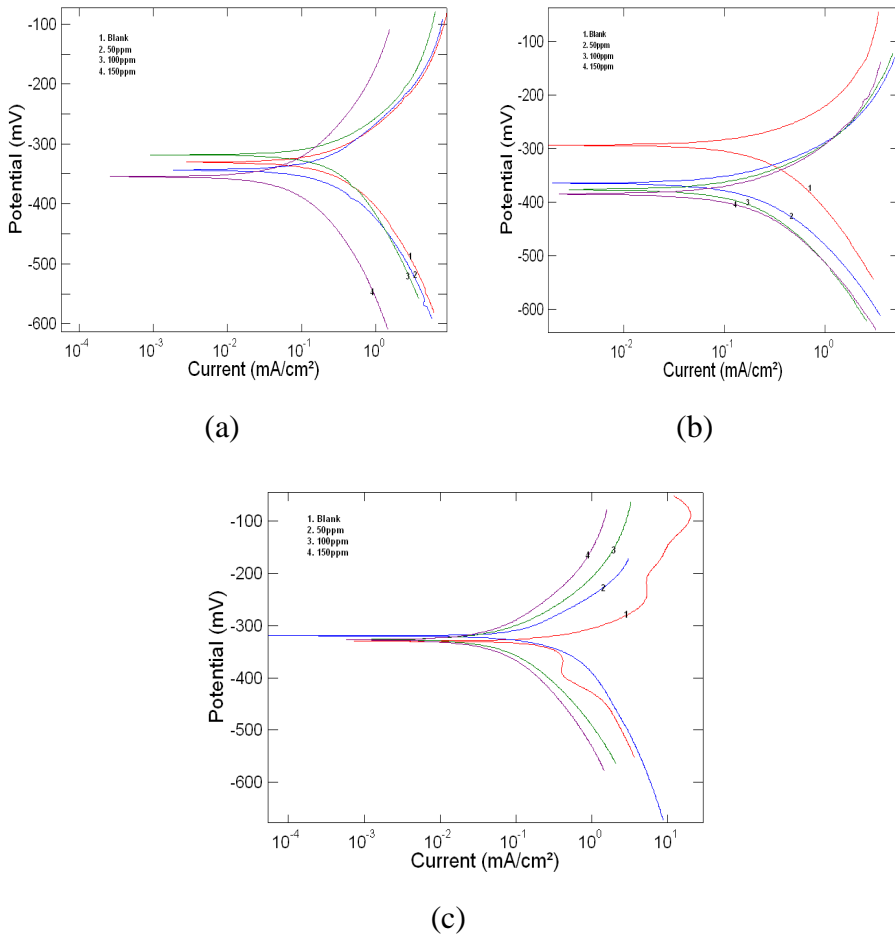 -100
-200
-300
-400
-500
-600
Potential (mV)
1. Blank
2. 50ppm
3. 100ppm
4. 150ppm
1
3 2
4
10⁻⁴ 10⁻³ 10⁻² 10⁻¹ 10⁰
Current (mA/cm²)
(a)
-100
-200
-300
-400
-500
-600
Potential (mV)
1. Blank
2. 50ppm
3. 100ppm
4. 150ppm
1
4 3 2
10⁻² 10⁻¹ 10⁰
Current (mA/cm²)
(b)
-100
-200
-300
-400
-500
-600
Potential (mV)
1. Blank
2. 50ppm
3. 100ppm
4. 150ppm
4 3
2
1
10⁻⁴ 10⁻³ 10⁻² 10⁻¹ 10⁰ 10¹
Current (mA/cm²)
(c)